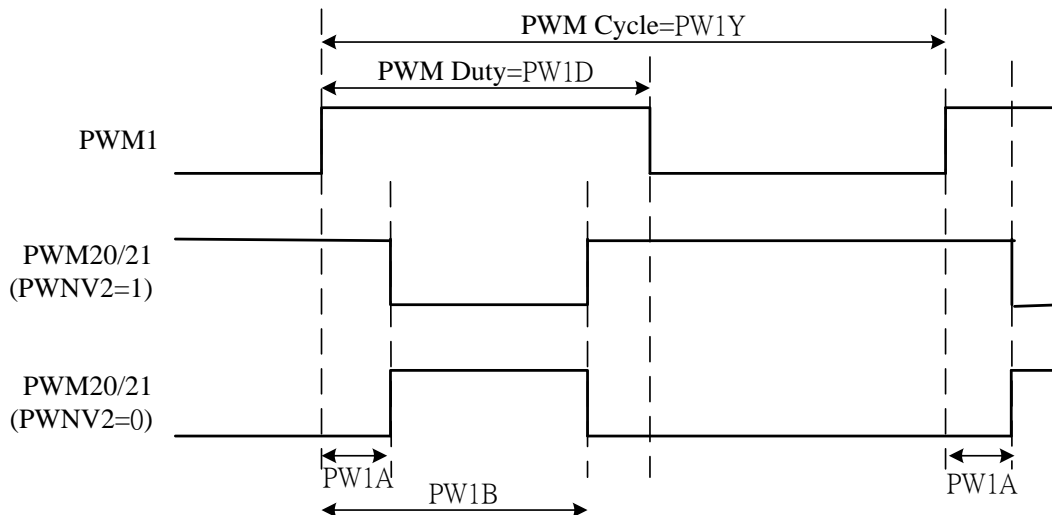 PWM Cycle=PW1Y
PWM Duty=PW1D
PWM1
PWM20/21
(PWNV2=1)
PWM20/21
(PWNV2=0)
PW1A
PW1A
PW1B